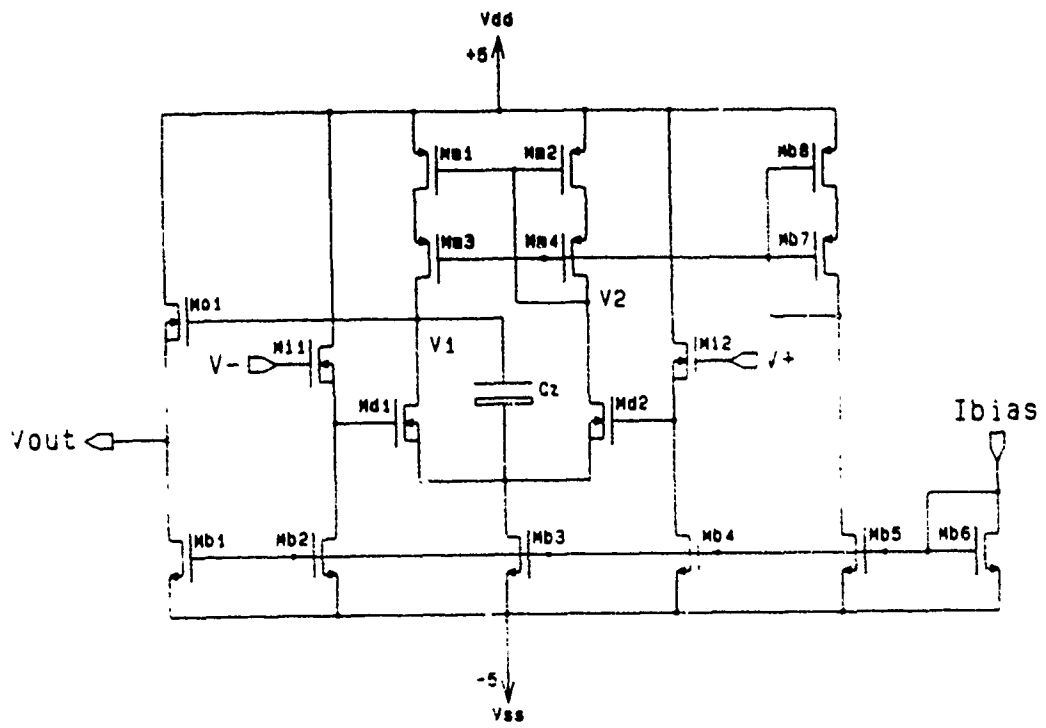 Vdd
+5
Mm1
Mm2
Mb8
Mm3
Mm4
Mb7
V2
Mo1
V1
Mi1
Mi2
V-
V+
Cz
Md1
Md2
Ibias
Vout
Mb1
Mb2
Mb3
Mb4
Mb5
Mb6
-5
Vss